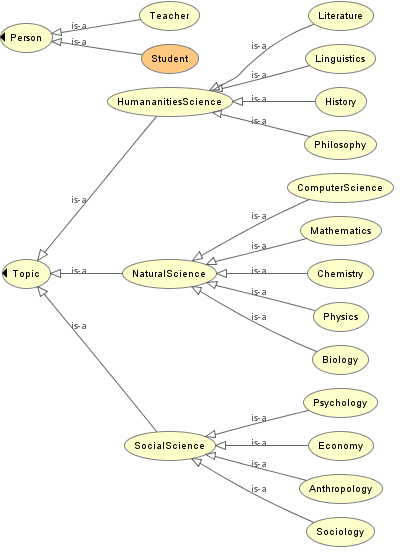 Person
is-a
Teacher
is-a
Student
HumananitiesScience
is-a
Literature
is-a
Linguistics
is-a
History
is-a
Philosophy
is-a
Topic
is-a
NaturalScience
is-a
ComputerScience
is-a
Mathematics
is-a
Chemistry
is-a
Physics
is-a
Biology
is-a
SocialScience
is-a
Psychology
is-a
Economy
is-a
Anthropology
is-a
Sociology